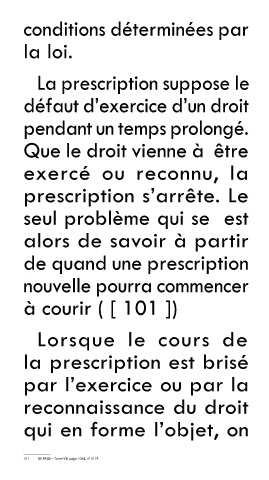 conditions déterminées par
la loi.
La prescription suppose le
défaut d'exercice d'un droit
pendant un temps prolongé.
Que le droit vienne à être
exercé ou reconnu, la
prescription s'arrête. Le
seul problème qui se est
alors de savoir à partir
de quand une prescription
nouvelle pourra commencer
à courir ( [ 101 ])
Lorsque le cours de
la prescription est brisé
par l'exercice ou par la
reconnaissance du droit
qui en forme l'objet, on